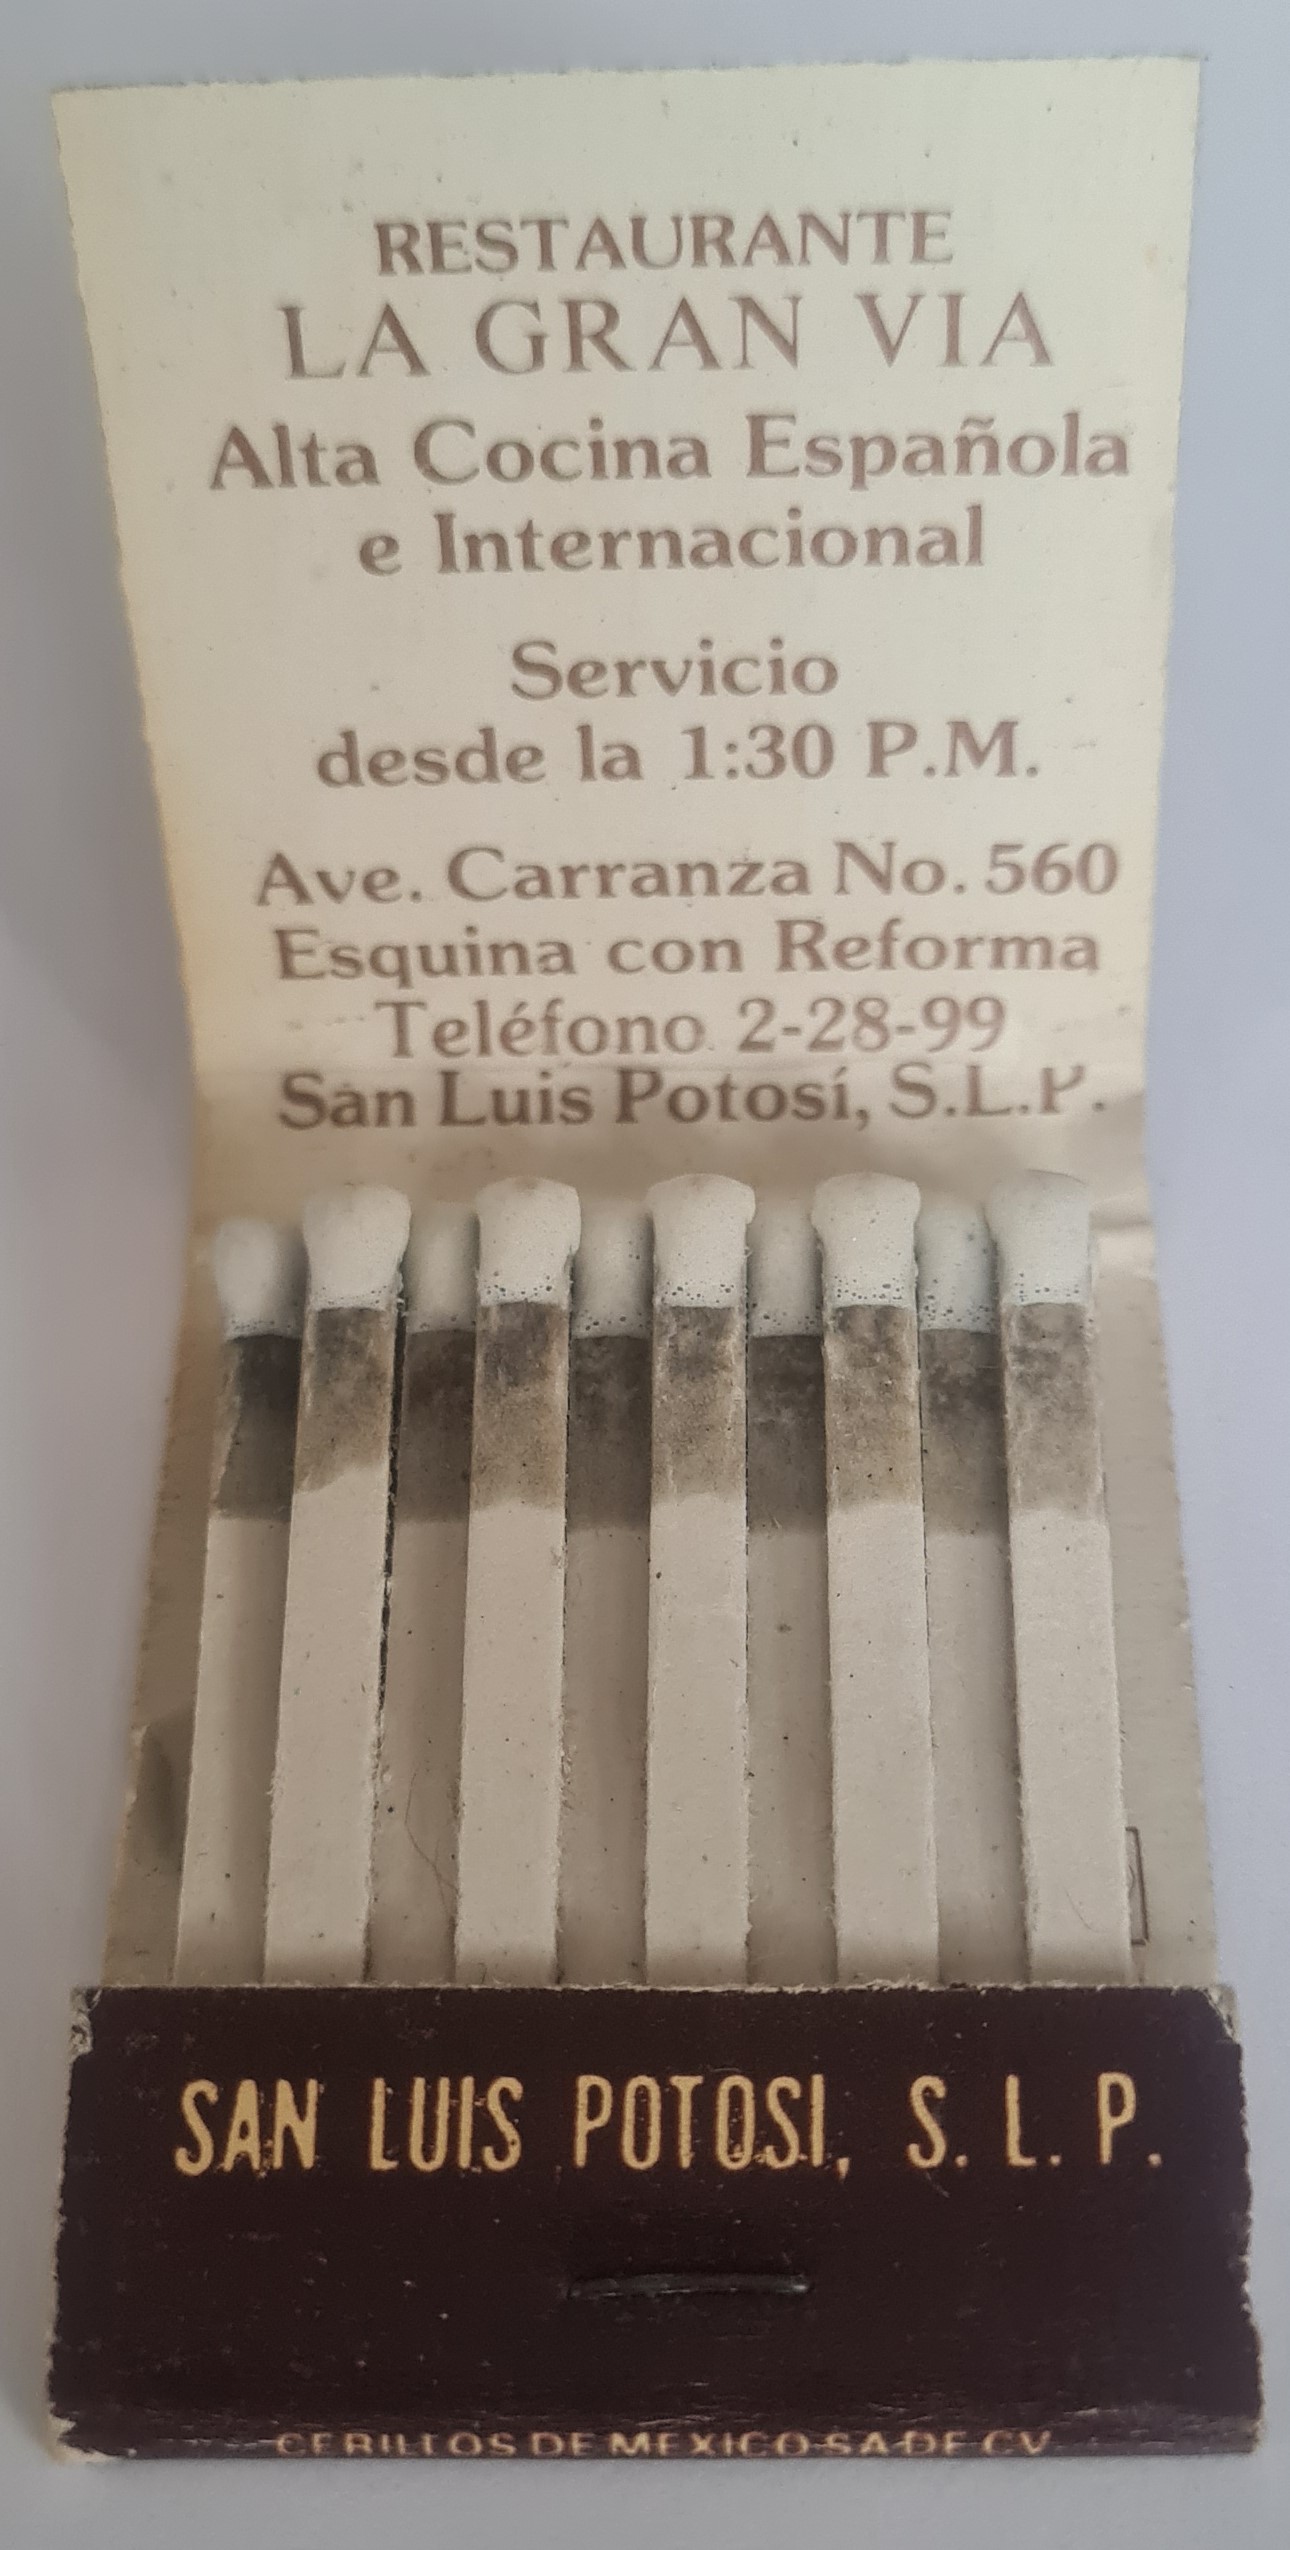 RESTAURANTE
LA GRAN VIA
Alta Cocina Española
e Internacional
Servicio
desde la 1:30 P.M.
Ave. Carranza No. 560
Esquina con Reforma
Teléfono 2-28-99
San Luis Potosí, S.L.P.
SAN LUIS POTOSI, S. L. P.
CERILLOS DE MEXICO SA DE CV